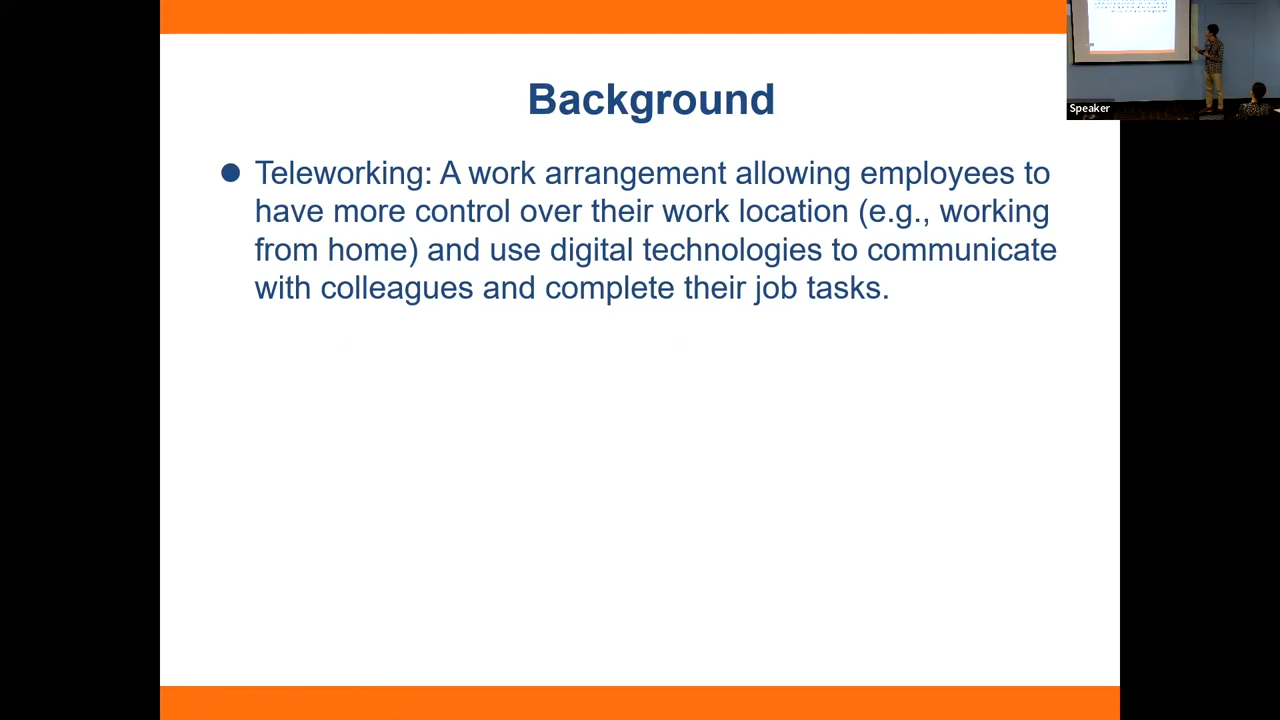 Background
Teleworking: A work arrangement allowing employees to
have more control over their work location (e.g., working
from home) and use digital technologies to communicate
with colleagues and complete their job tasks.
Speaker